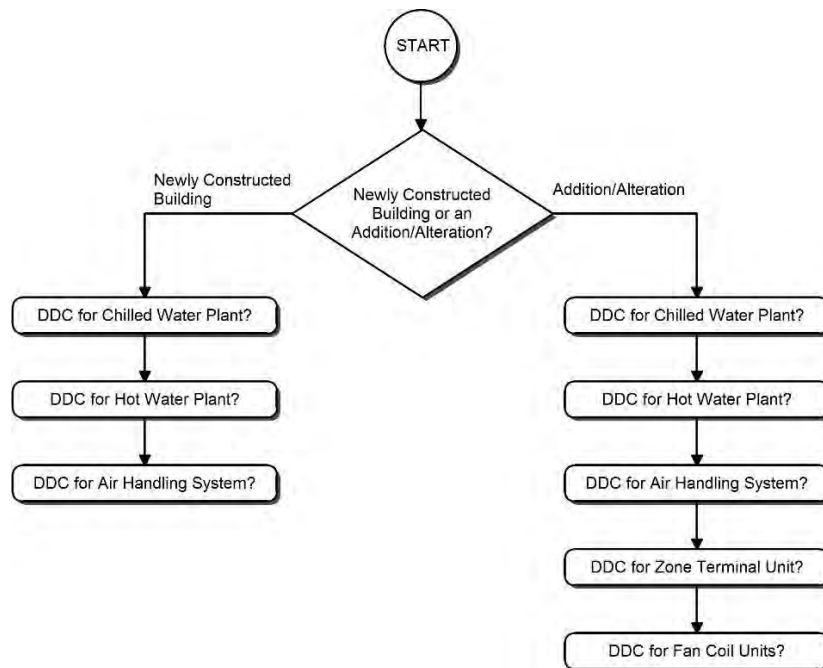 START
Newly Constructed
Building
Newly Constructed
Building or an
Addition/Alteration?
Addition/Alteration
DDC for Chilled Water Plant?
DDC for Hot Water Plant?
DDC for Air Handling System?
DDC for Chilled Water Plant?
DDC for Hot Water Plant?
DDC for Air Handling System?
DDC for Zone Terminal Unit?
DDC for Fan Coil Units?